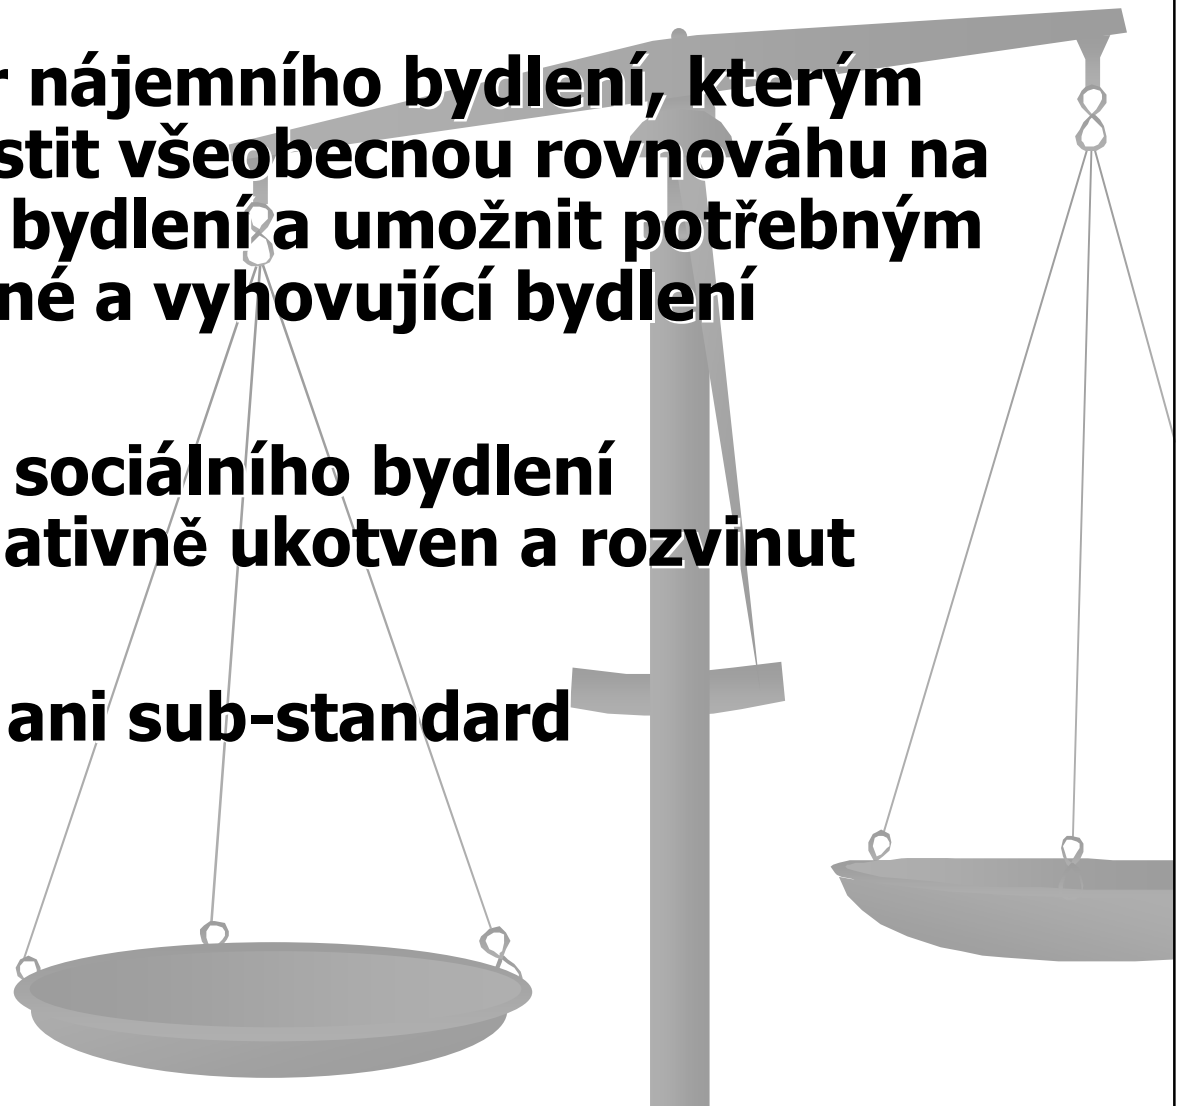 r nájemního bydlení, kterým
stit všeobecnou rovnováhu na
bydlení a umožnit potřebným
né a vyhovující bydlení
sociálního bydlení
ativně ukotven a rozvinut
ani sub-standard